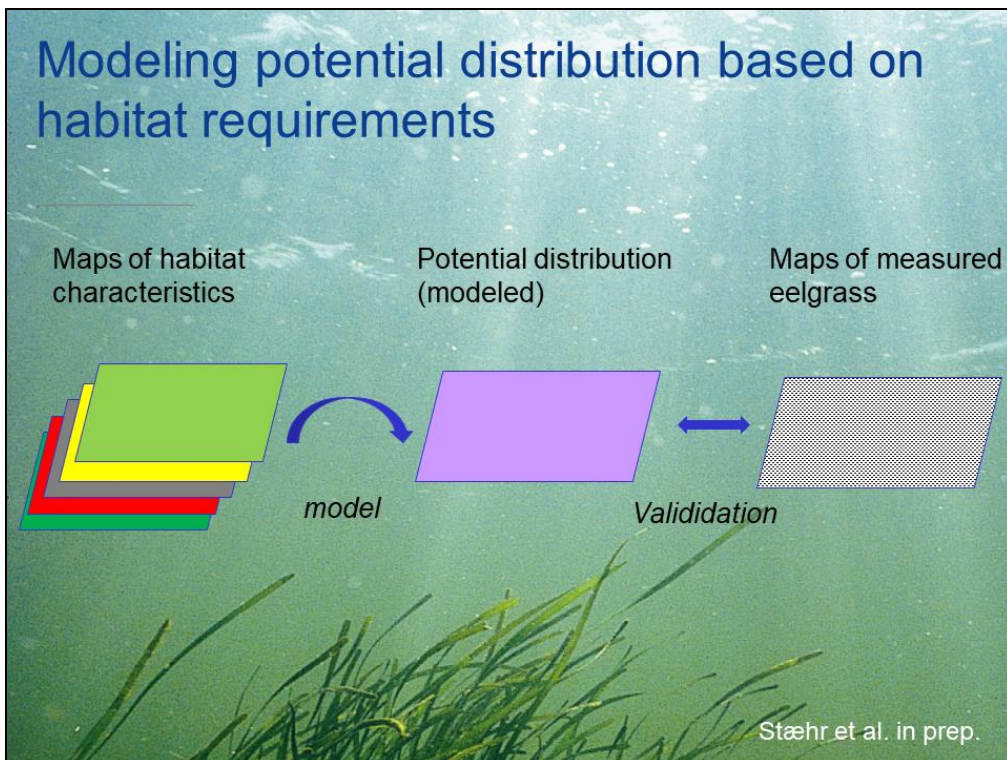 Modeling potential distribution based on
habitat requirements
Maps of habitat
characteristics
Potential distribution
(modeled)
Maps of measured
eelgrass
model
Valididation
Stæhr et al. in prep.